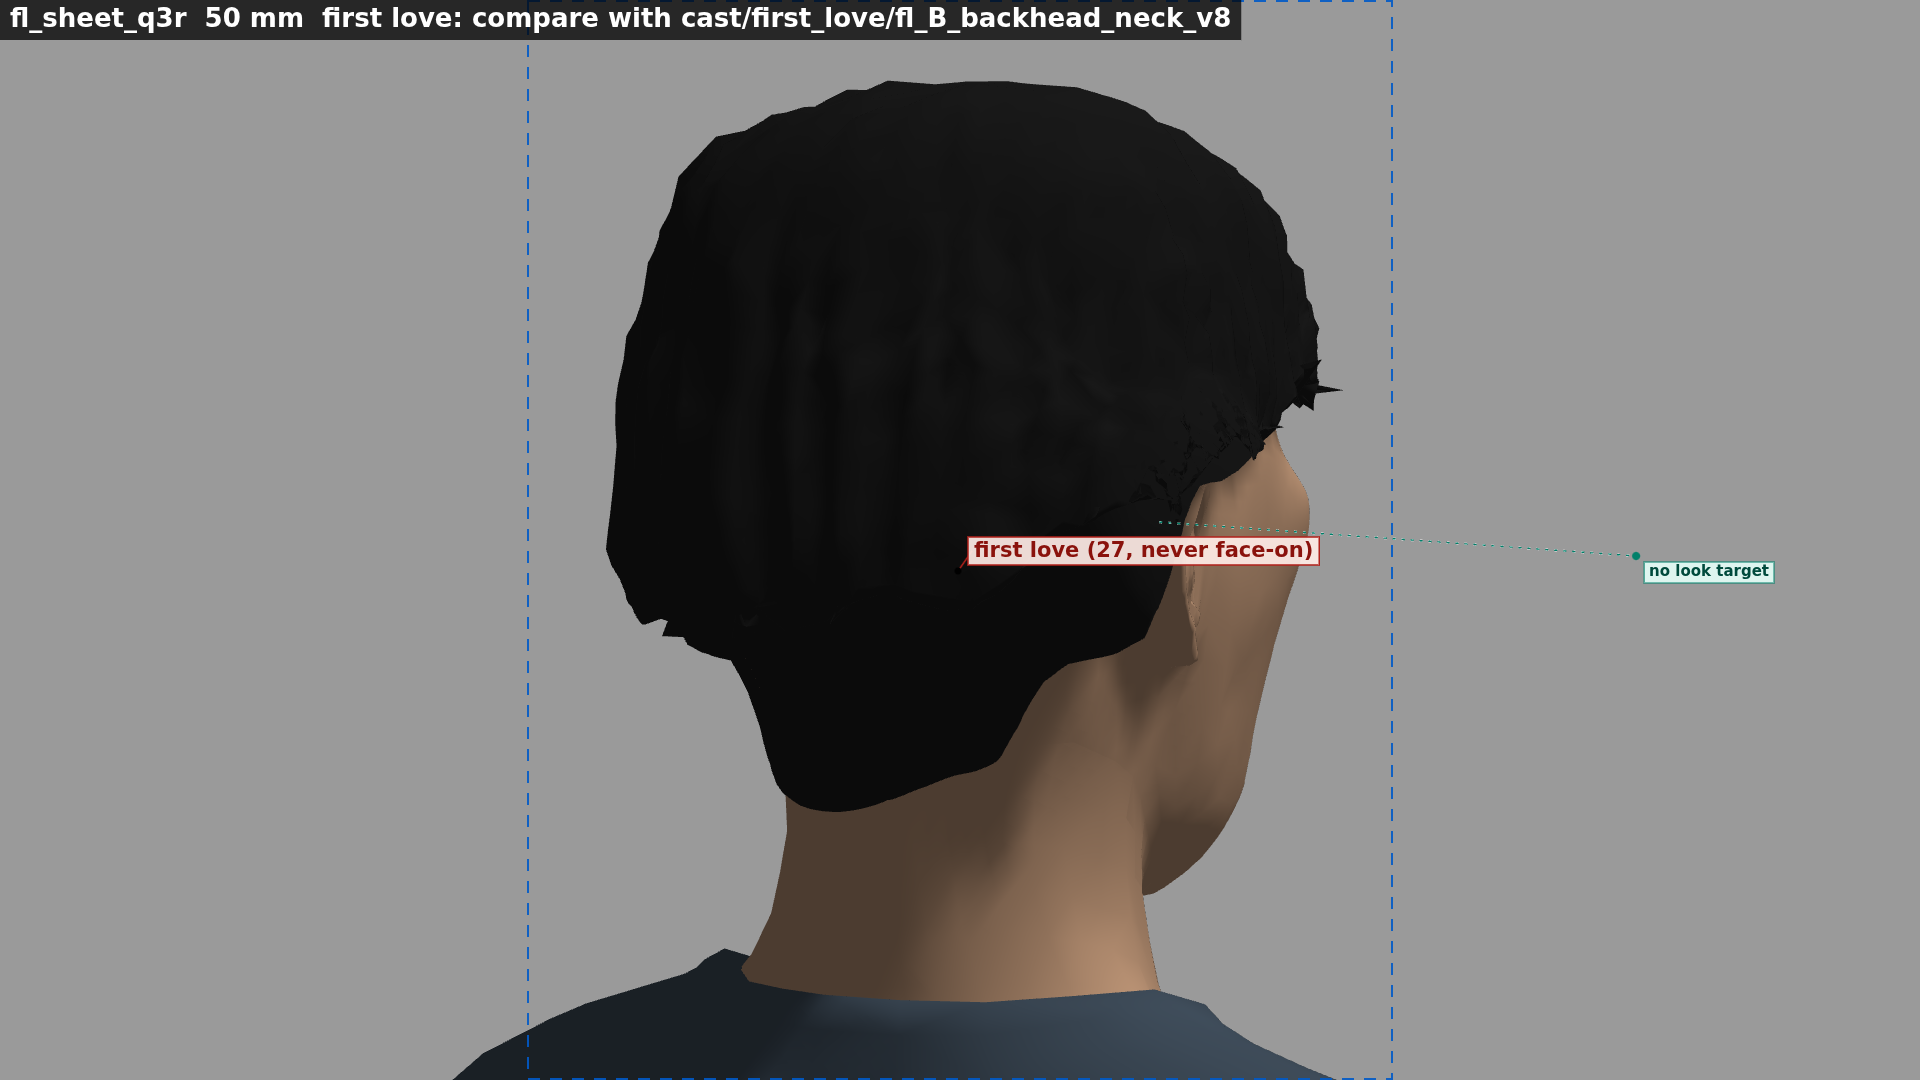 fl_sheet_q3r  50 mm  first love: compare with cast/first_love/fl_B_backhead_neck_v8
first love (27, never face-on)
no look target